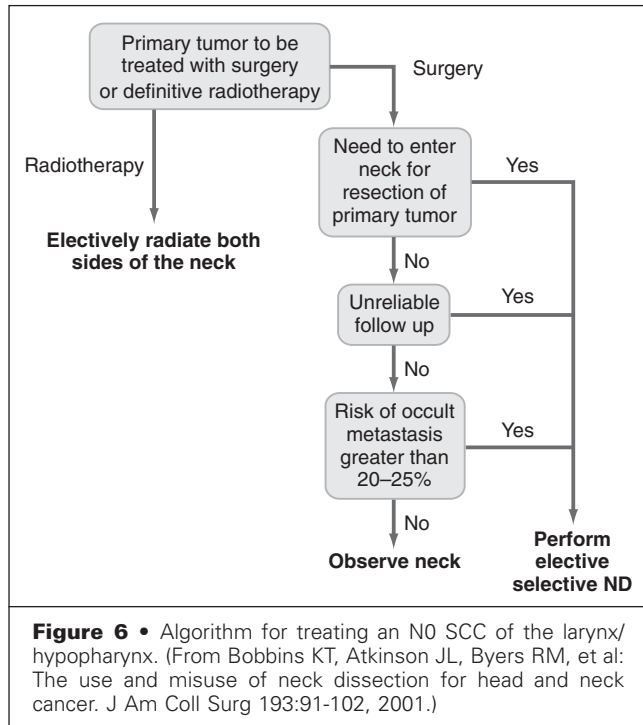 Primary tumor to be
treated with surgery
or definitive radiotherapy
Surgery
Radiotherapy
Need to enter
neck for
resection of
primary tumor
Yes
Electively radiate both
sides of the neck
No
Unreliable
follow up
Yes
No
Risk of occult
metastasis
greater than
20–25%
Yes
No
Observe neck
Perform
elective
selective ND
Figure 6 • Algorithm for treating an N0 SCC of the larynx/
hypopharynx. (From Bobbins KT, Atkinson JL, Byers RM, et al:
The use and misuse of neck dissection for head and neck
cancer. J Am Coll Surg 193:91-102, 2001.)